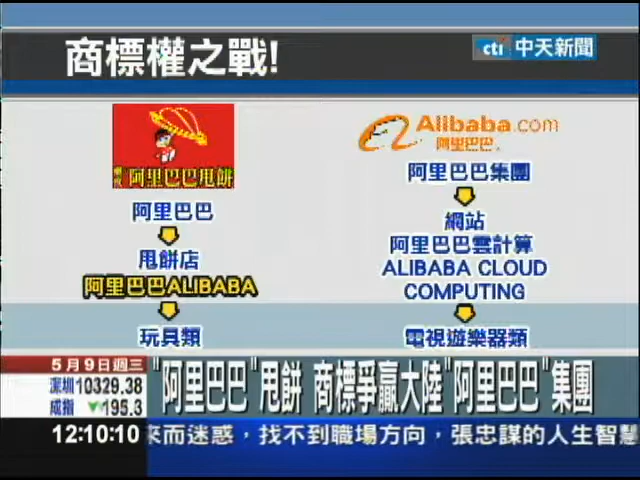 商標權之戰!
cti 中天新聞
阿里巴巴甩餅
阿里巴巴
甩餅店
阿里巴巴ALIBABA
玩具類
Alibaba.com
阿里巴巴
阿里巴巴集團
網站
阿里巴巴雲計算
ALIBABA CLOUD
COMPUTING
電視遊樂器類
5月9日週三
深圳 10329.38
成指 195.3
"阿里巴巴"甩餅 商標爭贏大陸"阿里巴巴"集團
12:10:10 來而迷惑，找不到職場方向，張忠謀的人生智慧